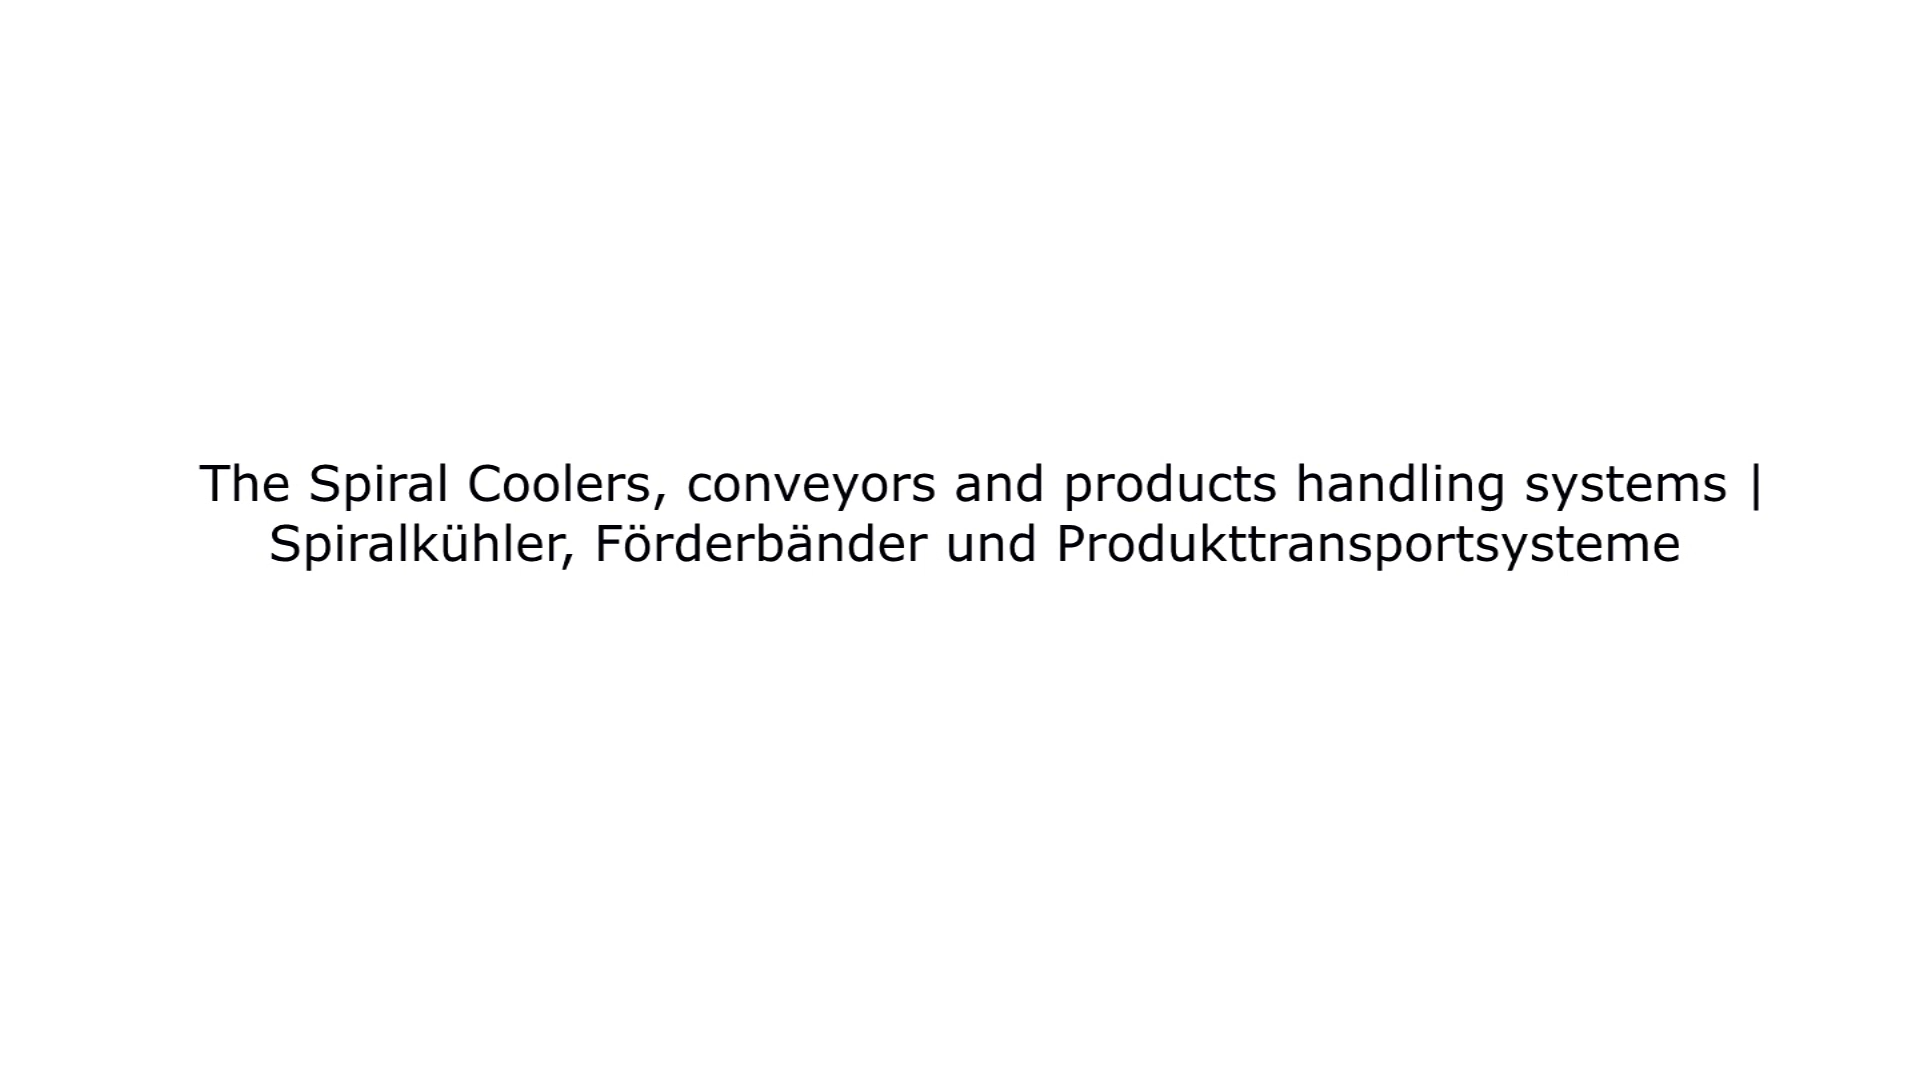 The Spiral Coolers, conveyors and products handling systems |
Spiralkühler, Förderbänder und Produkttransportsysteme